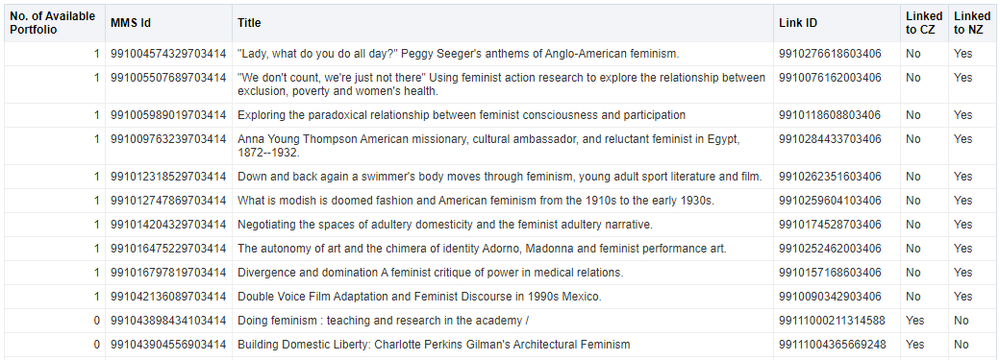 No. of Available Portfolio MMS Id Title Link ID Linked to CZ Linked to NZ
1 991004574329703414 "Lady, what do you do all day?" Peggy Seeger's anthems of Anglo-American feminism. 9910276618603406 No Yes
1 991005507689703414 "We don't count, we're just not there" Using feminist action research to explore the relationship between
exclusion, poverty and women's health. 9910076162003406 No Yes
1 991005989019703414 Exploring the paradoxical relationship between feminist consciousness and participation 9910118608803406 No Yes
1 991009763239703414 Anna Young Thompson American missionary, cultural ambassador, and reluctant feminist in Egypt,
1872--1932. 9910284433703406 No Yes
1 991012318529703414 Down and back again a swimmer's body moves through feminism, young adult sport literature and film. 9910262351603406 No Yes
1 991012747869703414 What is modish is doomed fashion and American feminism from the 1910s to the early 1930s. 9910259604103406 No Yes
1 991014204329703414 Negotiating the spaces of adultery domesticity and the feminist adultery narrative. 9910174528703406 No Yes
1 991016475229703414 The autonomy of art and the chimera of identity Adorno, Madonna and feminist performance art. 9910252462003406 No Yes
1 991016797819703414 Divergence and domination A feminist critique of power in medical relations. 9910157168603406 No Yes
1 991042136089703414 Double Voice Film Adaptation and Feminist Discourse in 1990s Mexico. 9910090342903406 No Yes
0 991043898434103414 Doing feminism : teaching and research in the academy / 99111000211314588 Yes No
0 991043904556903414 Building Domestic Liberty: Charlotte Perkins Gilman's Architectural Feminism 99111004365669248 Yes No